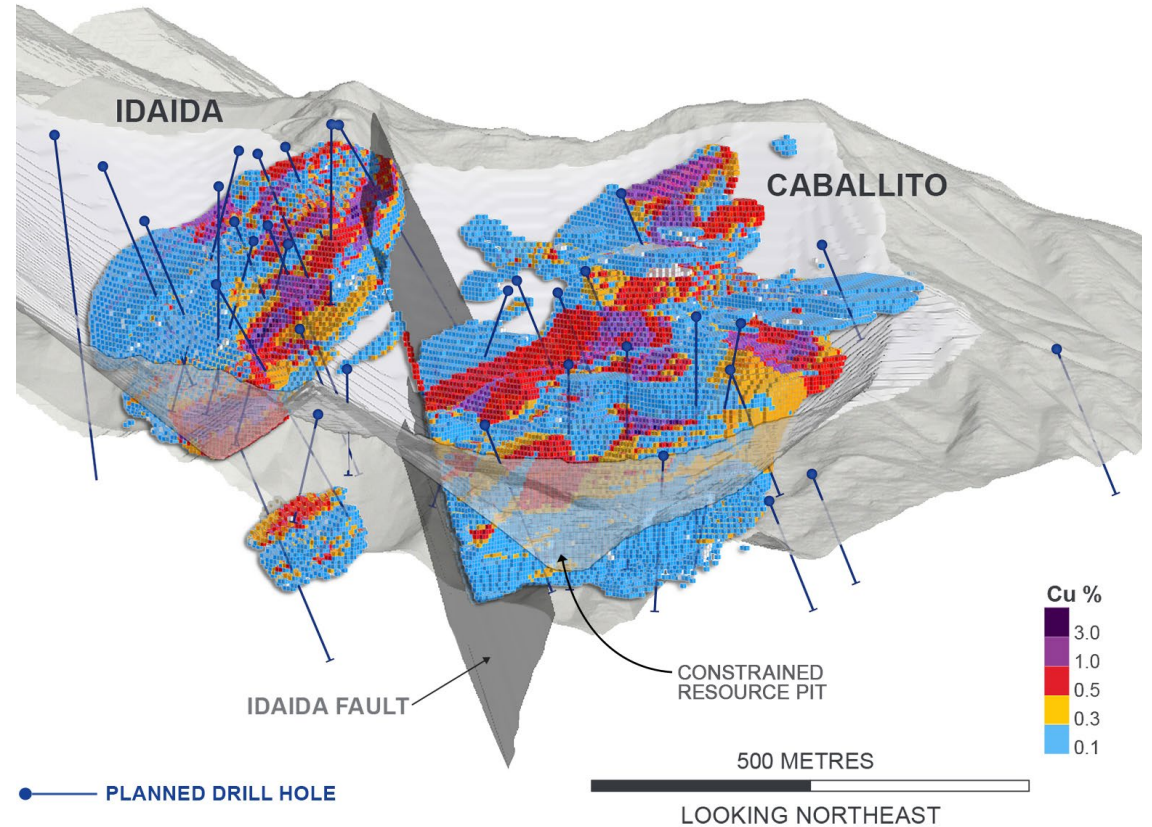 IDAIDA
CABALLITO
Cu %
3.0
1.0
0.5
0.3
0.1
CONSTRAINED
RESOURCE PIT
IDAIDA FAULT
500 METRES
PLANNED DRILL HOLE
LOOKING NORTHEAST